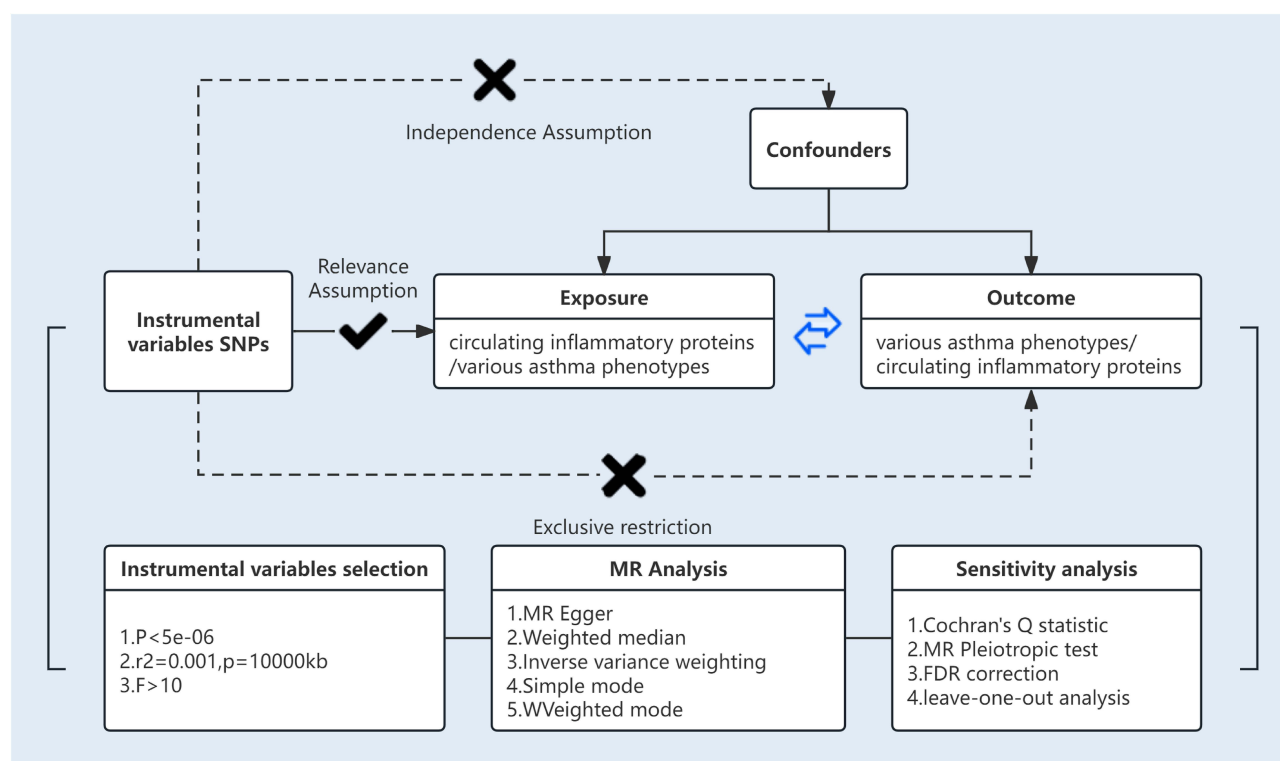 Independence Assumption
Confounders
Relevance
Assumption
Instrumental
variables SNPs
Exposure
circulating inflammatory proteins
/various asthma phenotypes
Outcome
various asthma phenotypes/
circulating inflammatory proteins
Exclusive restriction
Instrumental variables selection
1.P<5e-06
2.r2=0.001,p=10000kb
3.F>10
MR Analysis
1.MR Egger
2.Weighted median
3.Inverse variance weighting
4.Simple mode
5.WVeighted mode
Sensitivity analysis
1.Cochran's Q statistic
2.MR Pleiotropic test
3.FDR correction
4.leave-one-out analysis